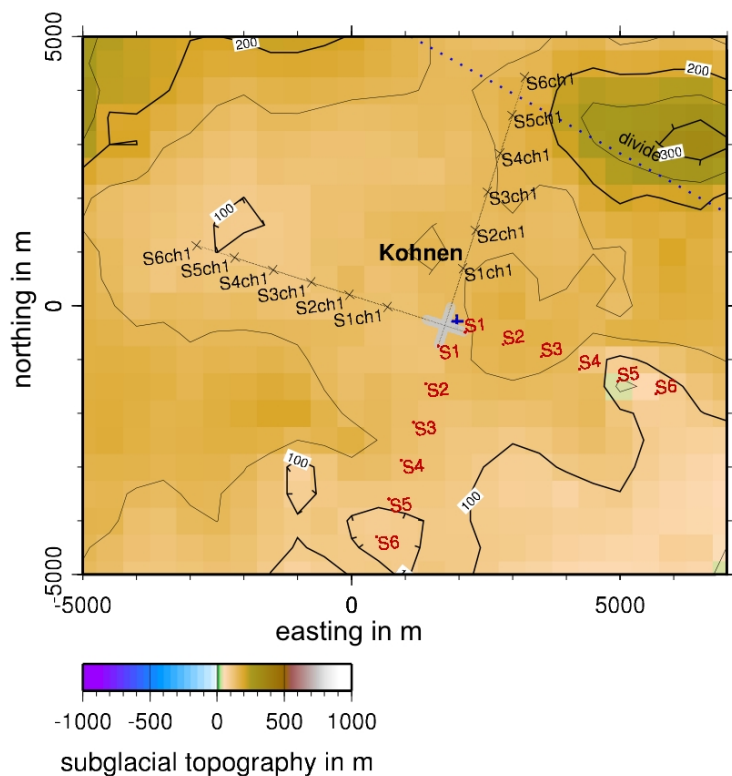 5000
0
-5000
northing in m
200
200
S6ch1
S5ch1
divide
300
S4ch1
S3ch1
100
S2ch1
Kohnen
S6ch1
S5ch1
S4ch1
S1ch1
S3ch1
S2ch1
S1ch1
S1
S2
S1
S3
S4
S5
S6
S2
S3
S4
100
100
S5
S6
-5000
0
5000
easting in m
-1000
-500
0
500
1000
subglacial topography in m